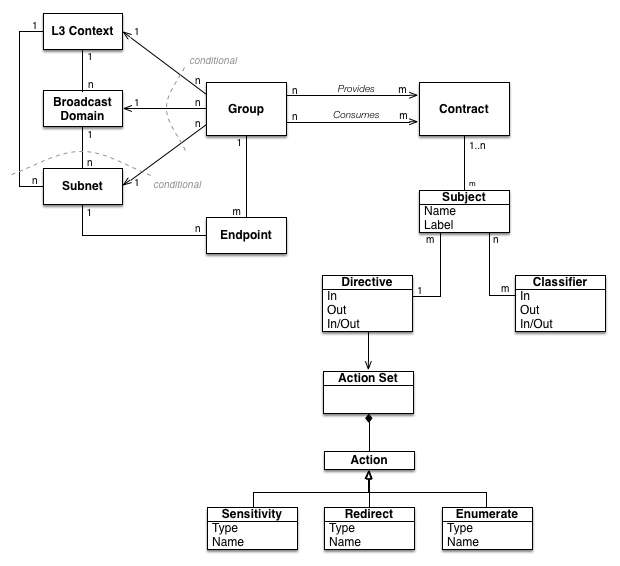 1
L3 Context
1
1
conditional
n
n
Broadcast
Domain
1
n
Group
n
Provides
m
n
Consumes
m
Contract
1
n
1
1..n
n
Subnet
n
1
conditional
1
m
Subject
Name
Label
1
m
n
Endpoint
m
n
Directive
In
Out
In/Out
1
m
Classifier
In
Out
In/Out
Action Set
Action
Sensitivity
Type
Name
Redirect
Type
Name
Enumerate
Type
Name